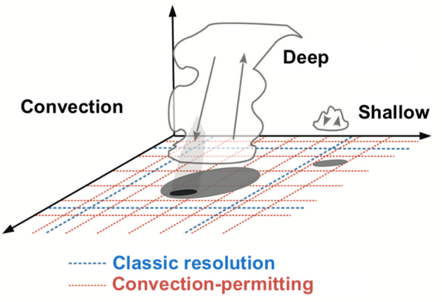 Deep
Convection
Shallow
Classic resolution
Convection-permitting